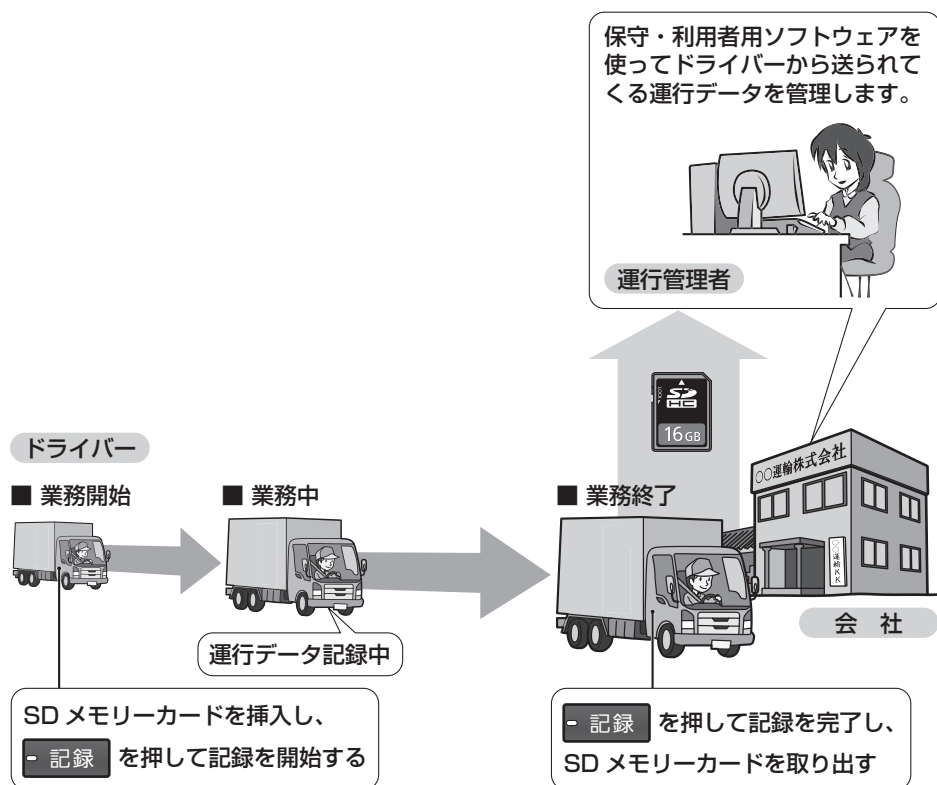 保守・利用者用ソフトウェアを
使ってドライバーから送られて
くる運行データを管理します。
運行管理者
16GB
○○運輸株式会社
○○運輸KK
会 社
ドライバー
■ 業務開始
■ 業務中
■ 業務終了
運行データ記録中
SD メモリーカードを挿入し、
記録 を押して記録を開始する
記録 を押して記録を完了し、
SD メモリーカードを取り出す